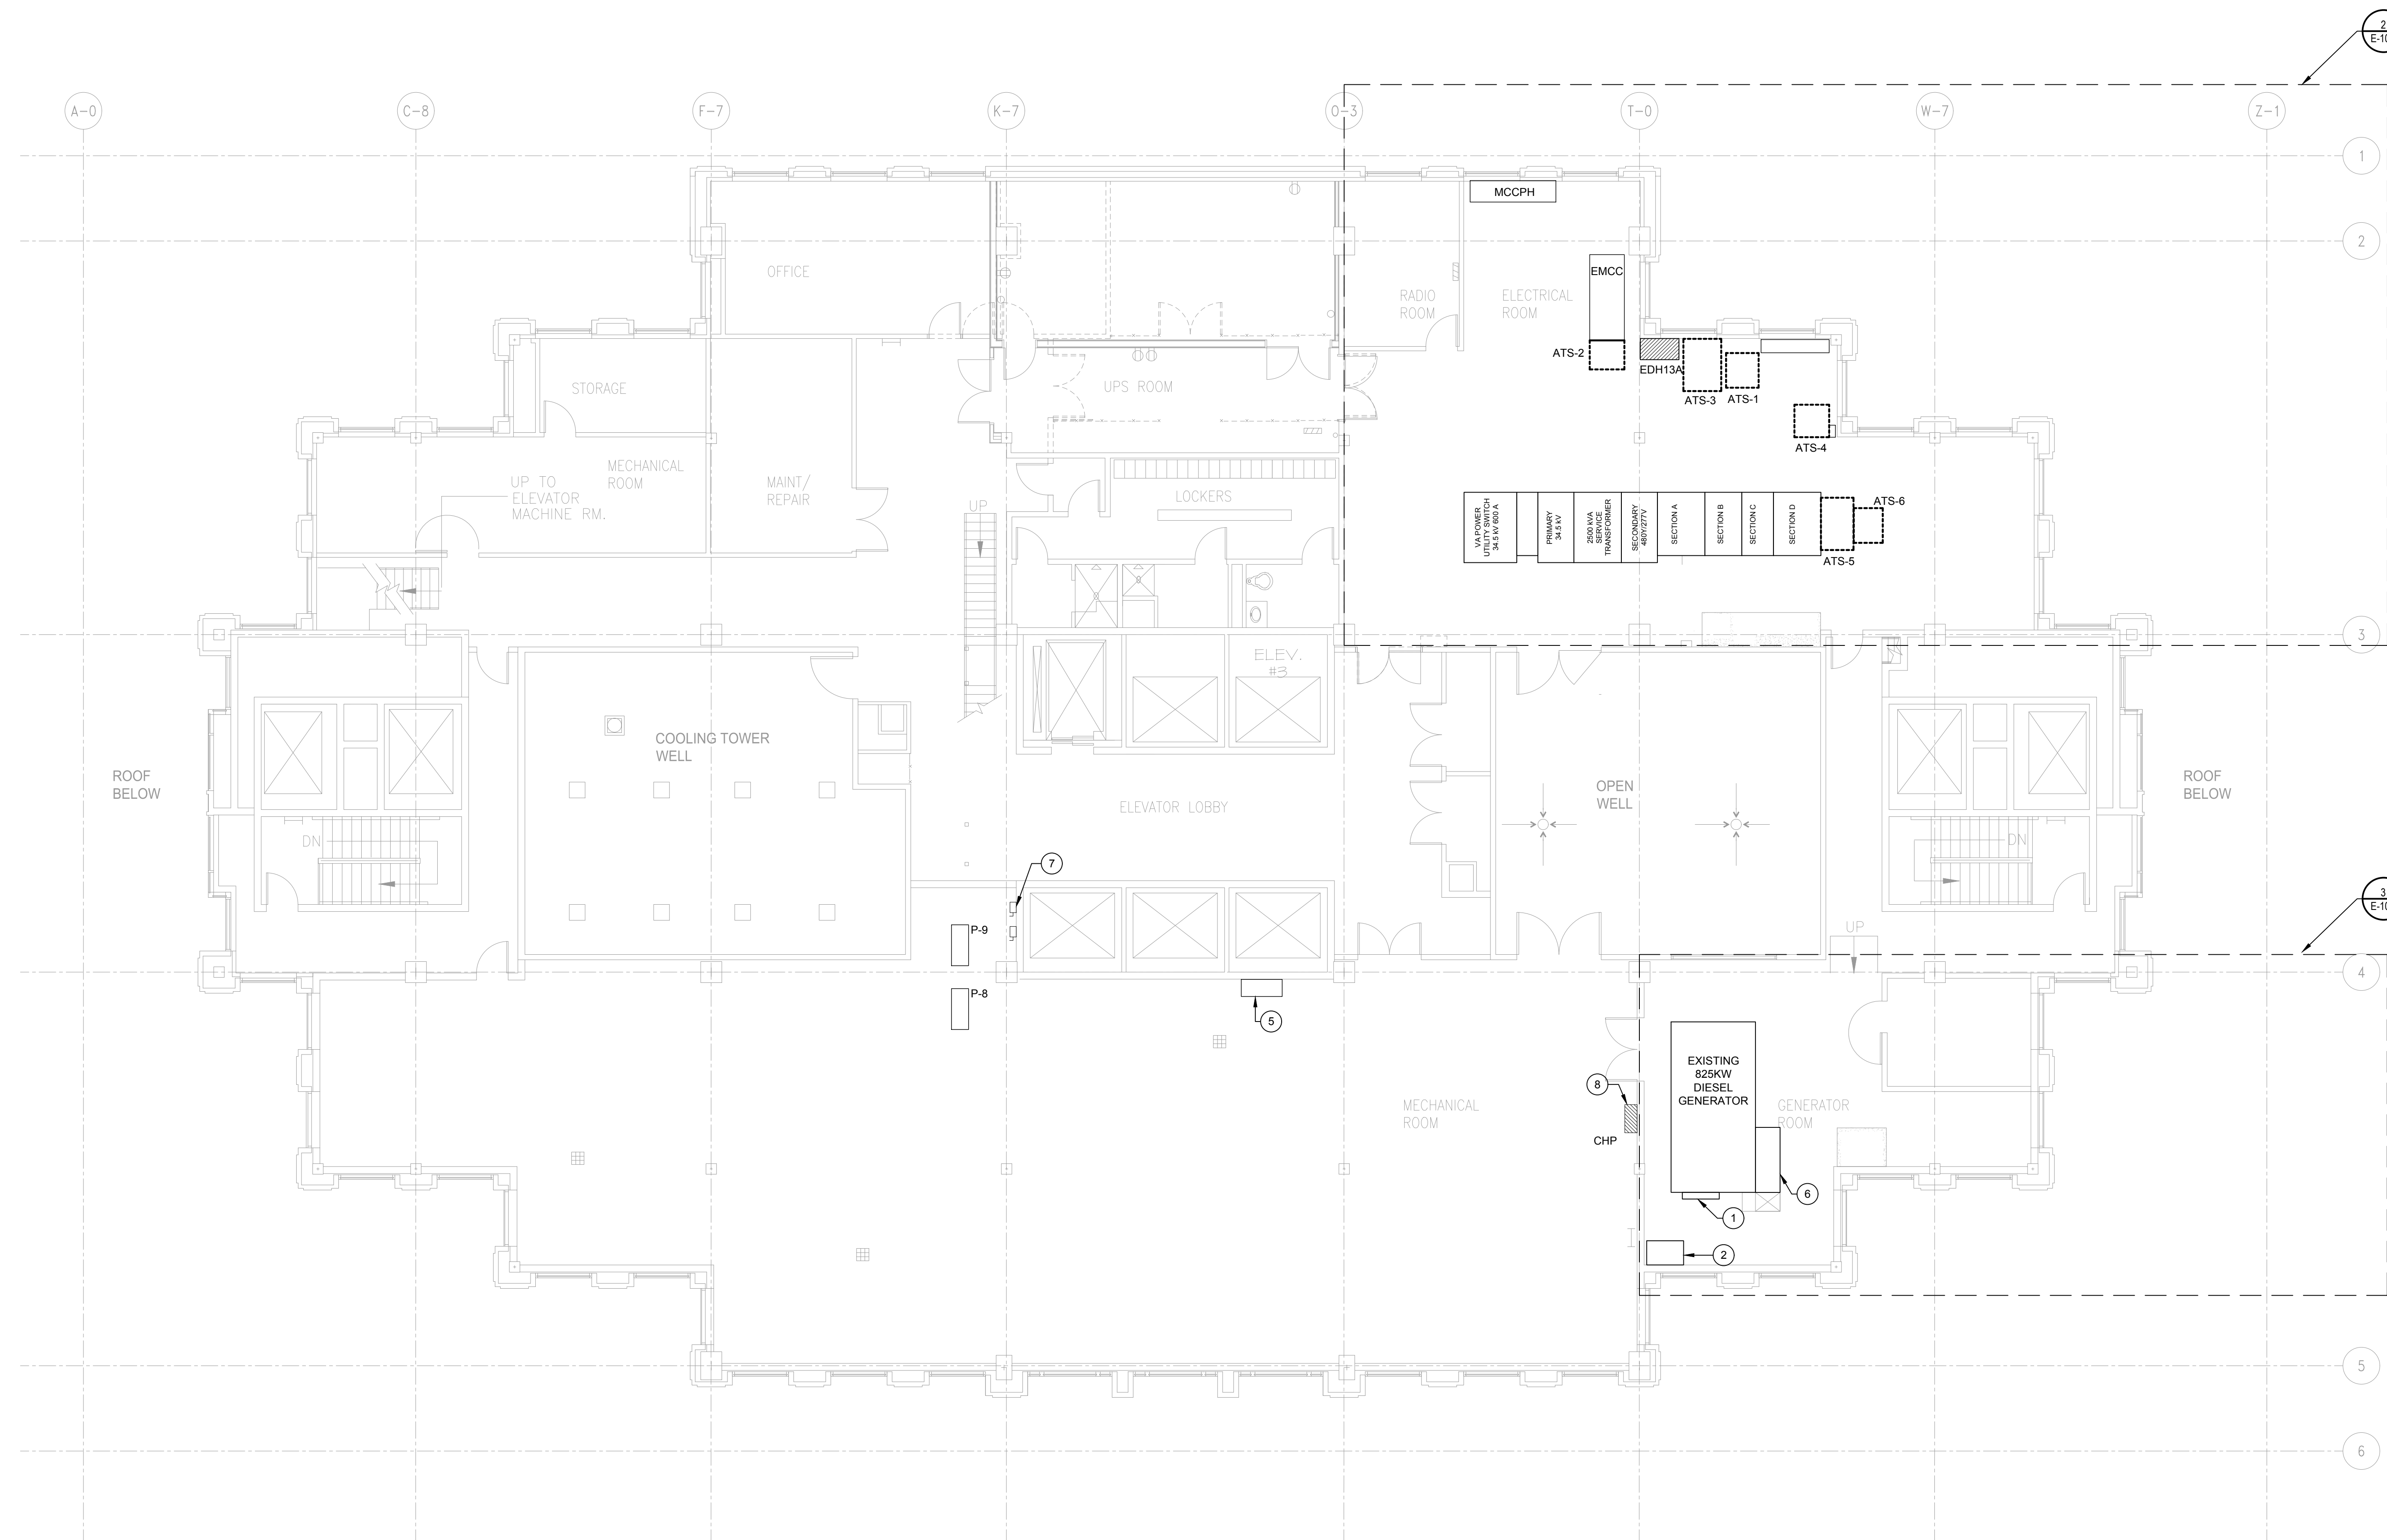 2
E-10
A-0
C-8
F-7
K-7
O-3
T-0
W-7
Z-1
1
MCCPH
2
OFFICE
EMCC
RADIO
ROOM
ELECTRICAL
ROOM
ATS-2
EDH13A
ATS-3
ATS-1
STORAGE
UPS ROOM
ATS-4
MECHANICAL
ROOM
UP TO
ELEVATOR
MACHINE RM.
MAINT/
REPAIR
LOCKERS
UP
VA POWER
UTILITY SWITCH
34.5 kV 600 A
PRIMARY
34.5 kV
2500 kVA
SERVICE
TRANSFORMER
SECONDARY
480Y/277V
SECTION A
SECTION B
SECTION C
SECTION D
ATS-6
ATS-5
3
ELEV.
#3
COOLING TOWER
WELL
ROOF
BELOW
OPEN
WELL
ROOF
BELOW
ELEVATOR LOBBY
DN
DN
7
3
E-10
P-9
UP
4
P-8
5
EXISTING
825KW
DIESEL
GENERATOR
8
MECHANICAL
ROOM
GENERATOR
ROOM
CHP
6
1
2
5
6